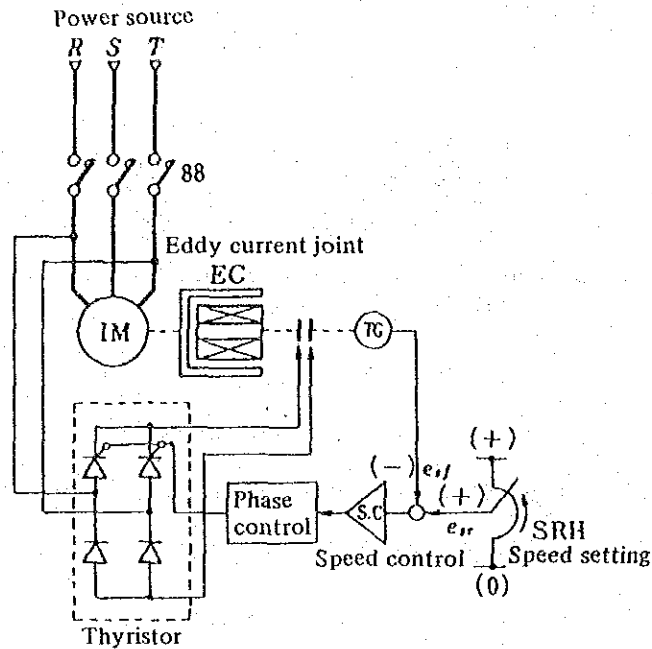 Power source
R S T
88
Eddy current joint
EC
IM
TG
(+)
(−) e_sf
(+)
e_sr
Phase control
S.C
SRH
Speed control
Speed setting
(0)
Thyristor